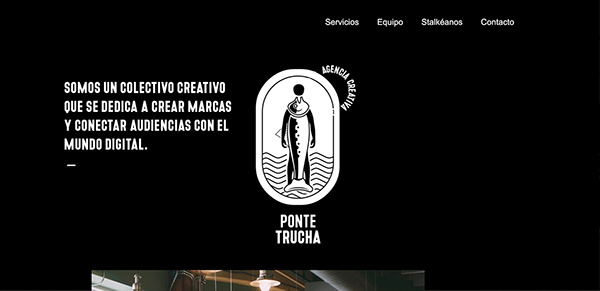 Servicios Equipo Stalkéanos Contacto
SOMOS UN COLECTIVO CREATIVO
QUE SE DEDICA A CREAR MARCAS
Y CONECTAR AUDIENCIAS CON EL
MUNDO DIGITAL.
—
AGENCIA CREATIVA
PONTE
TRUCHA